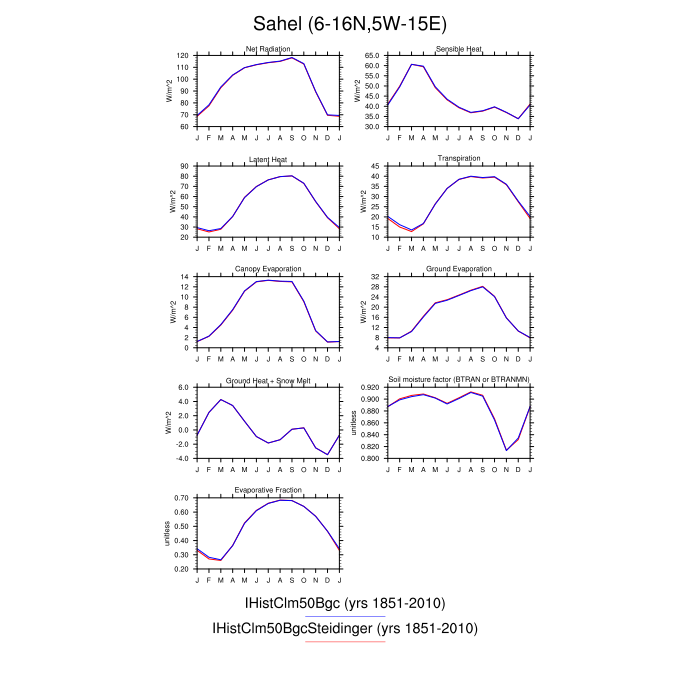 Sahel (6-16N,5W-15E)
Net Radiation
Sensible Heat
120
110
100
90
80
70
60
W/m^2
J F M A M J J A S O N D J
65.0
60.0
55.0
50.0
45.0
40.0
35.0
30.0
W/m^2
J F M A M J J A S O N D J
Latent Heat
Transpiration
90
80
70
60
50
40
30
20
W/m^2
J F M A M J J A S O N D J
45
40
35
30
25
20
15
10
W/m^2
J F M A M J J A S O N D J
Canopy Evaporation
Ground Evaporation
14
12
10
8
6
4
2
0
W/m^2
J F M A M J J A S O N D J
32
28
24
20
16
12
8
4
W/m^2
J F M A M J J A S O N D J
Ground Heat + Snow Melt
Soil moisture factor (BTRAN or BTRANMN)
6.0
4.0
2.0
0.0
-2.0
-4.0
W/m^2
J F M A M J J A S O N D J
0.920
0.900
0.880
0.860
0.840
0.820
0.800
unitless
J F M A M J J A S O N D J
Evaporative Fraction
0.70
0.60
0.50
0.40
0.30
0.20
unitless
J F M A M J J A S O N D J
IHistClm50Bgc (yrs 1851-2010)
IHistClm50BgcSteidinger (yrs 1851-2010)